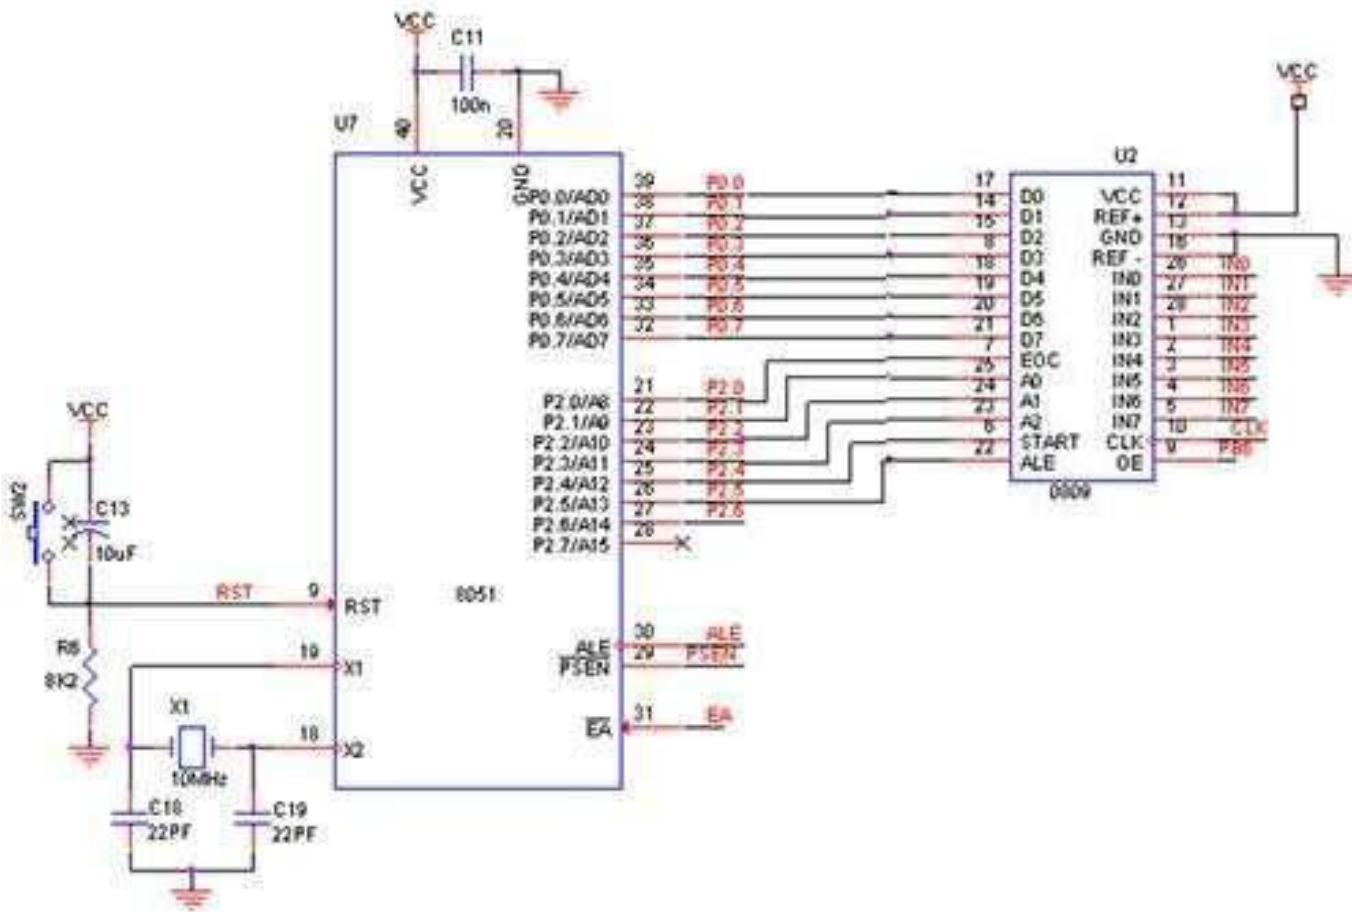 VCC
C11
100n
40
20
U7
VCC
GND
P0.0/AD0 39 P0.0
P0.1/AD1 38 P0.1
P0.2/AD2 37 P0.2
P0.3/AD3 36 P0.3
P0.4/AD4 35 P0.4
P0.5/AD5 34 P0.5
P0.6/AD6 33 P0.6
P0.7/AD7 32 P0.7
P2.0/A8 21 P2.0
P2.1/A9 22 P2.1
P2.2/A10 23 P2.2
P2.3/A11 24 P2.3
P2.4/A12 25 P2.4
P2.5/A13 26 P2.5
P2.6/A14 27 P2.6
P2.7/A15 28
8051
ALE 30 ALE
PSEN 29 PSEN
EA 31 EA
VCC
SW2
C13
10uF
RST 9 RST
R6
8K2
19 X1
X1
10MHz
18 X2
C18
22PF
C19
22PF
VCC
U2
17 D0 VCC 11
14 D1 REF+ 12
15 D2 GND 13
8 D3 REF- 16
18 D4 IN0 26 IN0
19 D5 IN1 27 IN1
20 D6 IN2 28 IN2
21 D7 IN3 1 IN3
7 EOC IN4 2 IN4
25 A0 IN5 3 IN5
24 A1 IN6 4 IN6
23 A2 IN7 5 IN7
6 START CLK 10 CLK
22 ALE OE 9 PB6
0809